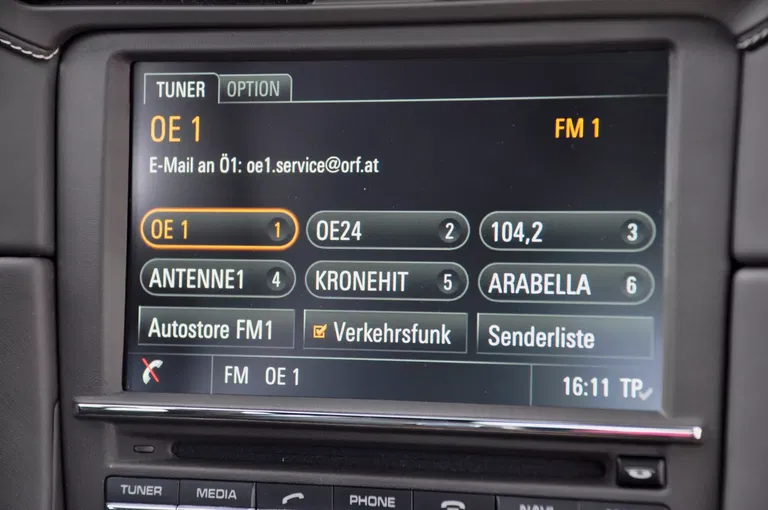 TUNER OPTION
OE 1 FM 1
E-Mail an Ö1: oe1.service@orf.at
OE 1 1 OE24 2 104,2 3
ANTENNE1 4 KRONEHIT 5 ARABELLA 6
Autostore FM1 Verkehrsfunk Senderliste
FM OE 1 16:11 TP
TUNER MEDIA PHONE NAVI